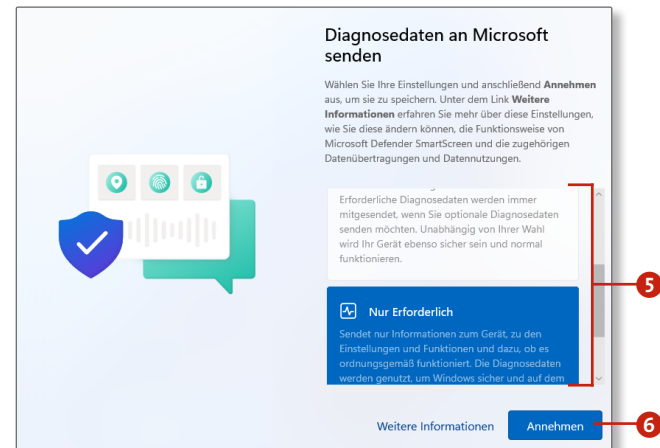 Diagnosedaten an Microsoft
senden
Wählen Sie Ihre Einstellungen und anschließend Annehmen
aus, um sie zu speichern. Unter dem Link Weitere
Informationen erfahren Sie mehr über diese Einstellungen,
wie Sie diese ändern können, die Funktionsweise von
Microsoft Defender SmartScreen und die zugehörigen
Datenübertragungen und Datennutzungen.
Erforderliche Diagnosedaten werden immer
mitgesendet, wenn Sie optionale Diagnosedaten
senden möchten. Unabhängig von Ihrer Wahl
wird Ihr Gerät ebenso sicher sein und normal
funktionieren.
5
Nur Erforderlich
Sendet nur Informationen zum Gerät, zu den
Einstellungen und Funktionen und dazu, ob es
ordnungsgemäß funktioniert. Die Diagnosedaten
werden genutzt, um Windows sicher und auf dem
Weitere Informationen
Annehmen
6